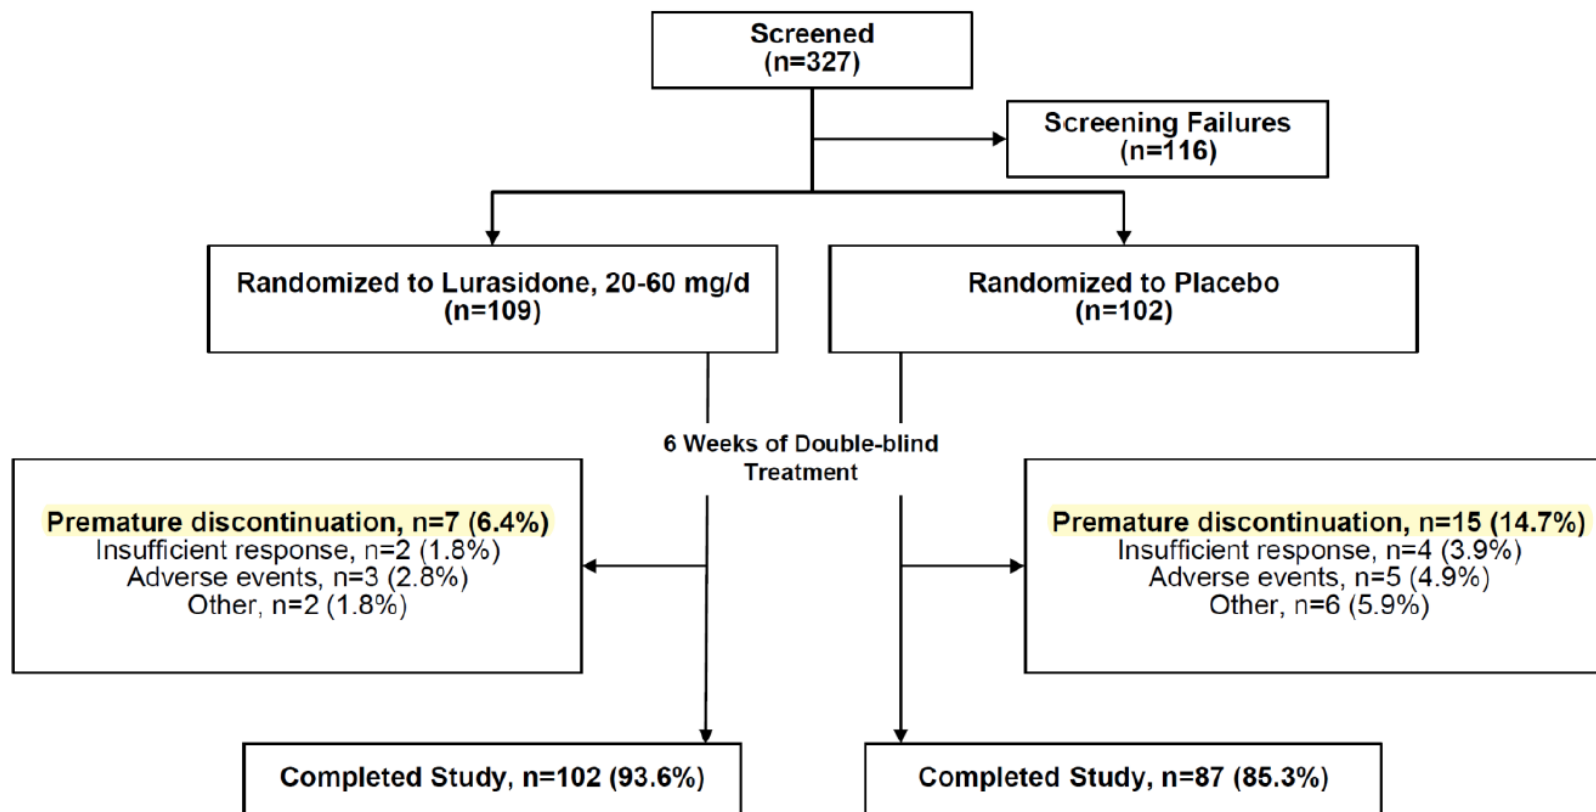 Screened
(n=327)
Screening Failures
(n=116)
Randomized to Lurasidone, 20-60 mg/d
(n=109)
Randomized to Placebo
(n=102)
6 Weeks of Double-blind
Treatment
Premature discontinuation, n=7 (6.4%)
Insufficient response, n=2 (1.8%)
Adverse events, n=3 (2.8%)
Other, n=2 (1.8%)
Premature discontinuation, n=15 (14.7%)
Insufficient response, n=4 (3.9%)
Adverse events, n=5 (4.9%)
Other, n=6 (5.9%)
Completed Study, n=102 (93.6%)
Completed Study, n=87 (85.3%)